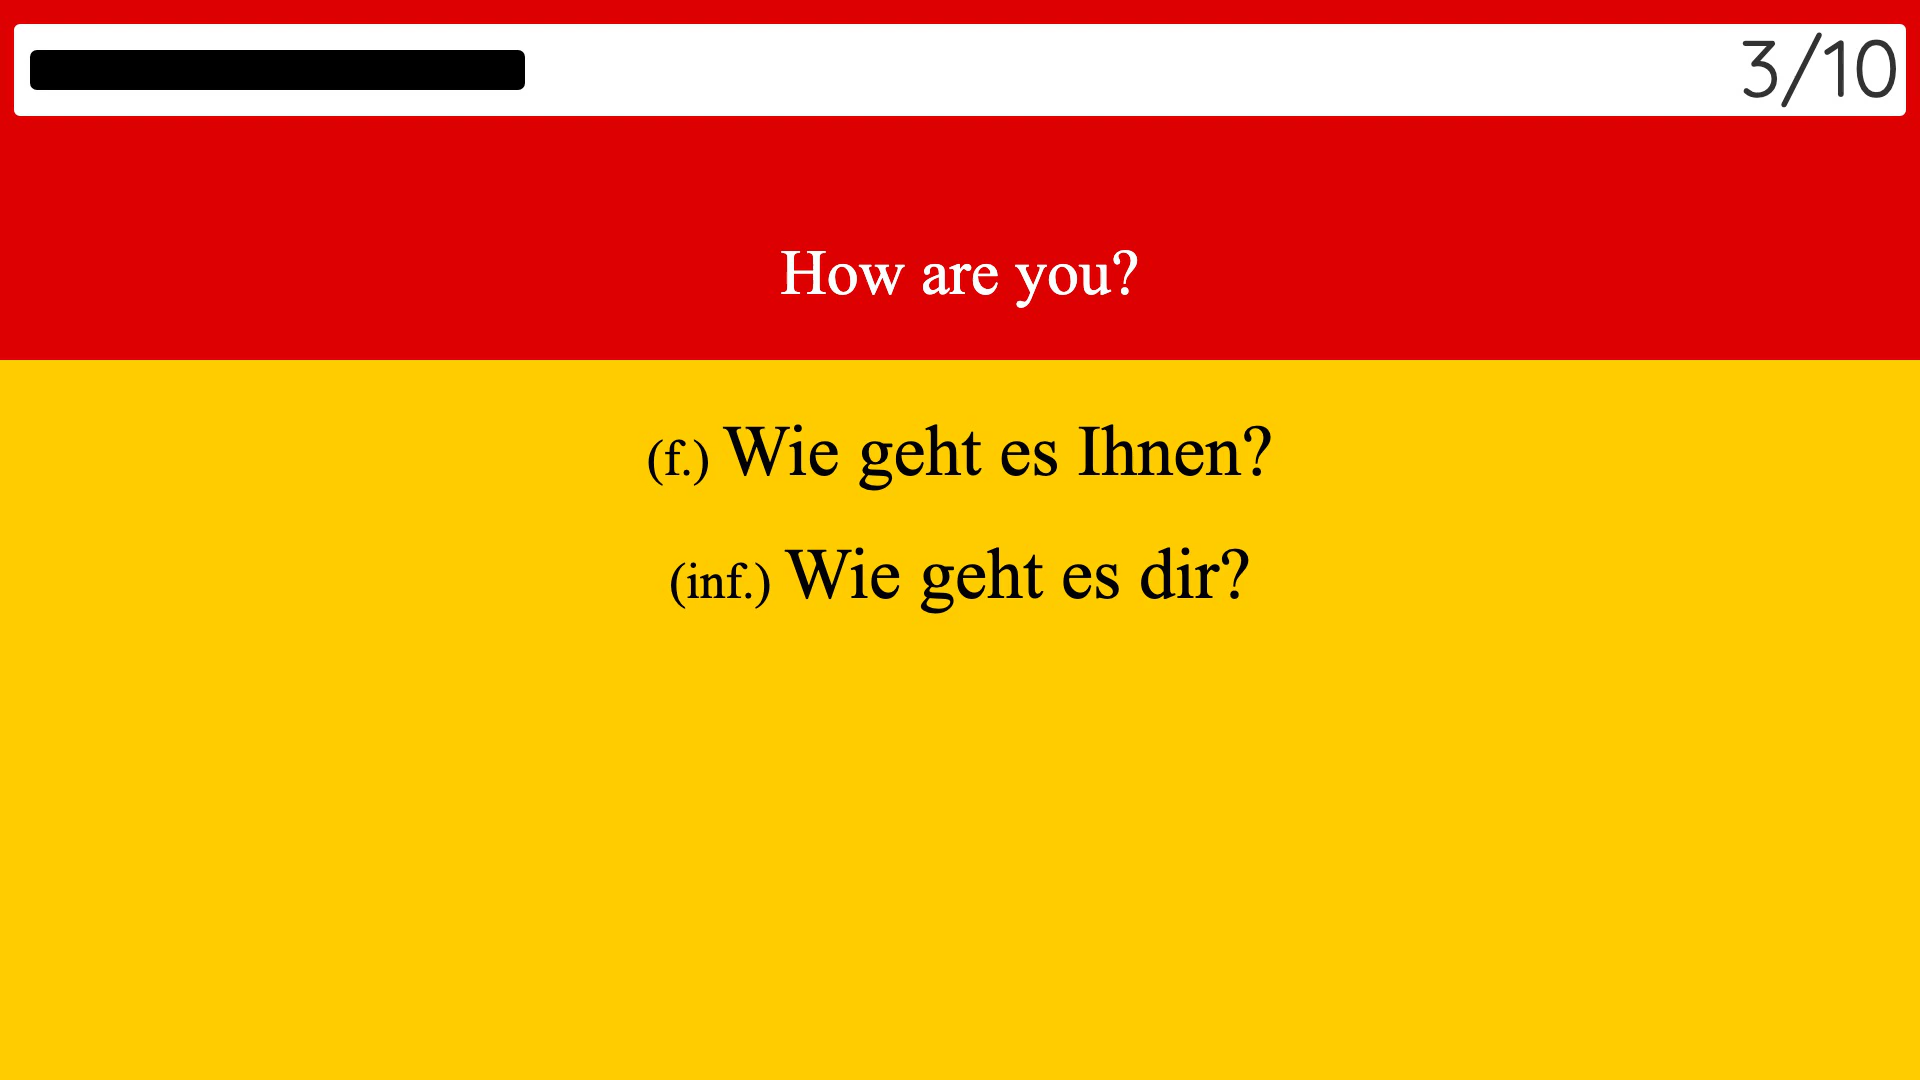 3/10
How are you?
(f.) Wie geht es Ihnen?
(inf.) Wie geht es dir?